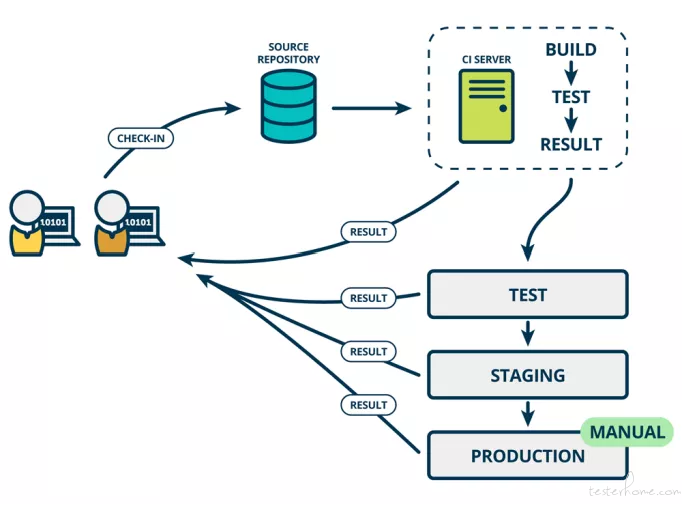 SOURCE
REPOSITORY
CI SERVER
BUILD
TEST
RESULT
CHECK-IN
10101
10101
RESULT
RESULT
TEST
RESULT
STAGING
RESULT
MANUAL
PRODUCTION
testerhome.com